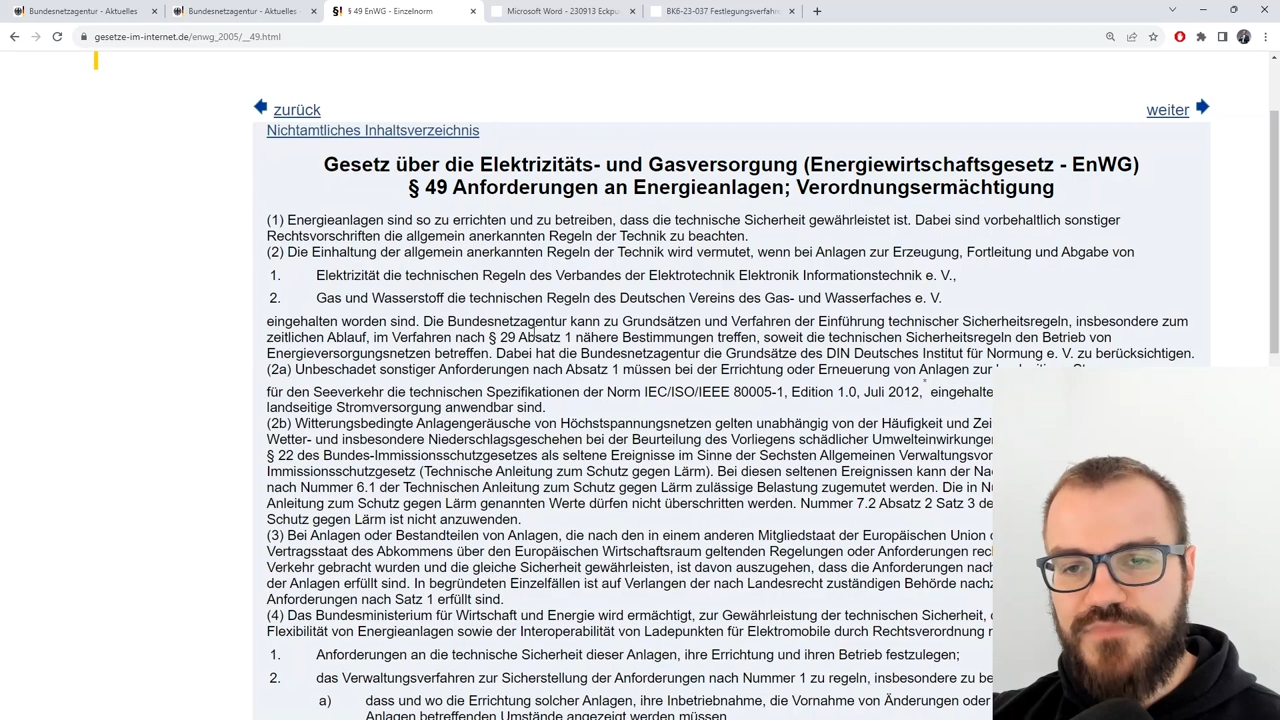 Bundesnetzagentur - Aktuelles
Bundesnetzagentur - Aktuelles -
§ 49 EnWG - Einzelnorm
Microsoft Word - 230913 Eckpu
BK6-23-037 Festlegungsverfahr
gesetze-im-internet.de/enwg_2005/__49.html
zurück
weiter
Nichtamtliches Inhaltsverzeichnis
Gesetz über die Elektrizitäts- und Gasversorgung (Energiewirtschaftsgesetz - EnWG)
§ 49 Anforderungen an Energieanlagen; Verordnungsermächtigung
(1) Energieanlagen sind so zu errichten und zu betreiben, dass die technische Sicherheit gewährleistet ist. Dabei sind vorbehaltlich sonstiger
Rechtsvorschriften die allgemein anerkannten Regeln der Technik zu beachten.
(2) Die Einhaltung der allgemein anerkannten Regeln der Technik wird vermutet, wenn bei Anlagen zur Erzeugung, Fortleitung und Abgabe von
1. Elektrizität die technischen Regeln des Verbandes der Elektrotechnik Elektronik Informationstechnik e. V.,
2. Gas und Wasserstoff die technischen Regeln des Deutschen Vereins des Gas- und Wasserfaches e. V.
eingehalten worden sind. Die Bundesnetzagentur kann zu Grundsätzen und Verfahren der Einführung technischer Sicherheitsregeln, insbesondere zum
zeitlichen Ablauf, im Verfahren nach § 29 Absatz 1 nähere Bestimmungen treffen, soweit die technischen Sicherheitsregeln den Betrieb von
Energieversorgungsnetzen betreffen. Dabei hat die Bundesnetzagentur die Grundsätze des DIN Deutsches Institut für Normung e. V. zu berücksichtigen.
(2a) Unbeschadet sonstiger Anforderungen nach Absatz 1 müssen bei der Errichtung oder Erneuerung von Anlagen zur
für den Seeverkehr die technischen Spezifikationen der Norm IEC/ISO/IEEE 80005-1, Edition 1.0, Juli 2012,* eingehalte
landseitige Stromversorgung anwendbar sind.
(2b) Witterungsbedingte Anlagengeräusche von Höchstspannungsnetzen gelten unabhängig von der Häufigkeit und Zei
Wetter- und insbesondere Niederschlagsgeschehen bei der Beurteilung des Vorliegens schädlicher Umwelteinwirkungen
§ 22 des Bundes-Immissionsschutzgesetzes als seltene Ereignisse im Sinne der Sechsten Allgemeinen Verwaltungsvor
Immissionsschutzgesetz (Technische Anleitung zum Schutz gegen Lärm). Bei diesen seltenen Ereignissen kann der Nac
nach Nummer 6.1 der Technischen Anleitung zum Schutz gegen Lärm zulässige Belastung zugemutet werden. Die in Nu
Anleitung zum Schutz gegen Lärm genannten Werte dürfen nicht überschritten werden. Nummer 7.2 Absatz 2 Satz 3 de
Schutz gegen Lärm ist nicht anzuwenden.
(3) Bei Anlagen oder Bestandteilen von Anlagen, die nach den in einem anderen Mitgliedstaat der Europäischen Union o
Vertragsstaat des Abkommens über den Europäischen Wirtschaftsraum geltenden Regelungen oder Anforderungen rec
Verkehr gebracht wurden und die gleiche Sicherheit gewährleisten, ist davon auszugehen, dass die Anforderungen nac
der Anlagen erfüllt sind. In begründeten Einzelfällen ist auf Verlangen der nach Landesrecht zuständigen Behörde nachz
Anforderungen nach Satz 1 erfüllt sind.
(4) Das Bundesministerium für Wirtschaft und Energie wird ermächtigt, zur Gewährleistung der technischen Sicherheit,
Flexibilität von Energieanlagen sowie der Interoperabilität von Ladepunkten für Elektromobile durch Rechtsverordnung
1. Anforderungen an die technische Sicherheit dieser Anlagen, ihre Errichtung und ihren Betrieb festzulegen;
2. das Verwaltungsverfahren zur Sicherstellung der Anforderungen nach Nummer 1 zu regeln, insbesondere zu be
a) dass und wo die Errichtung solcher Anlagen, ihre Inbetriebnahme, die Vornahme von Änderungen oder
Anlagen betreffenden Umstände angezeigt werden müssen